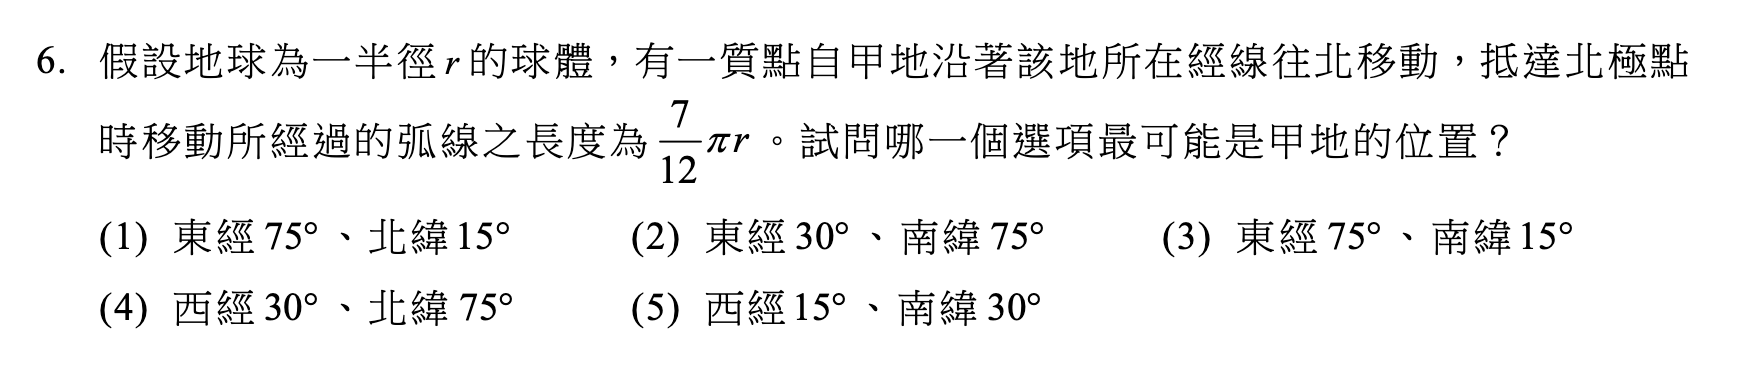 6. 假設地球為一半徑 r 的球體，有一質點自甲地沿著該地所在經線往北移動，抵達北極點
時移動所經過的弧線之長度為 7/12 πr 。試問哪一個選項最可能是甲地的位置？
(1) 東經 75° 、北緯 15° (2) 東經 30° 、南緯 75° (3) 東經 75° 、南緯 15°
(4) 西經 30° 、北緯 75° (5) 西經 15° 、南緯 30°